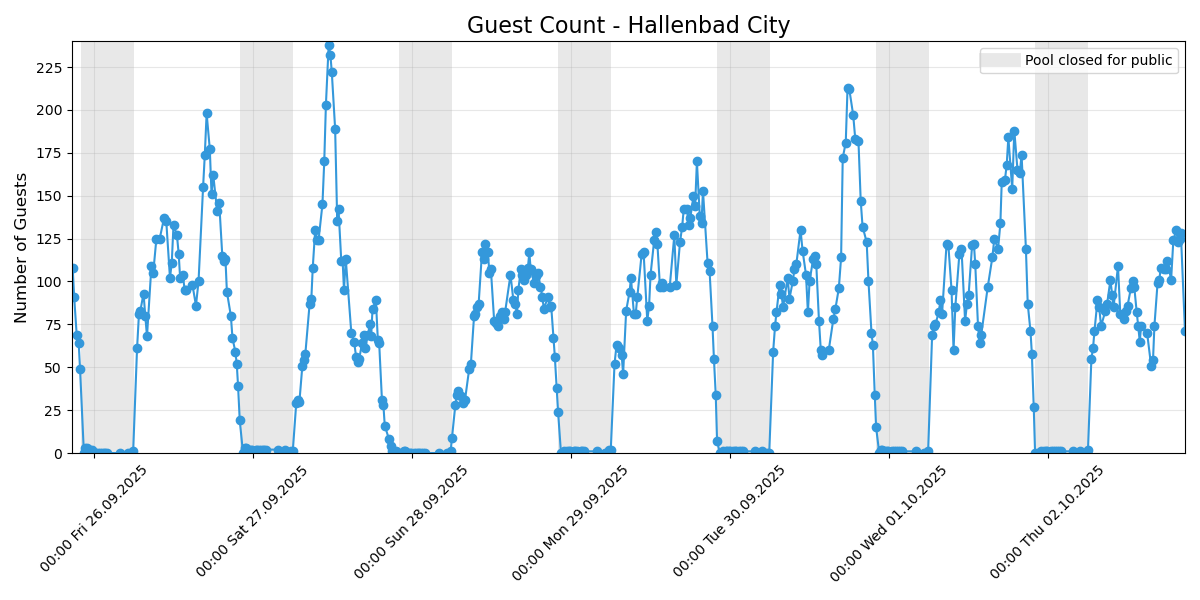 Guest Count - Hallenbad City
Pool closed for public
Number of Guests
225
200
175
150
125
100
75
50
25
0
00:00 Fri 26.09.2025
00:00 Sat 27.09.2025
00:00 Sun 28.09.2025
00:00 Mon 29.09.2025
00:00 Tue 30.09.2025
00:00 Wed 01.10.2025
00:00 Thu 02.10.2025